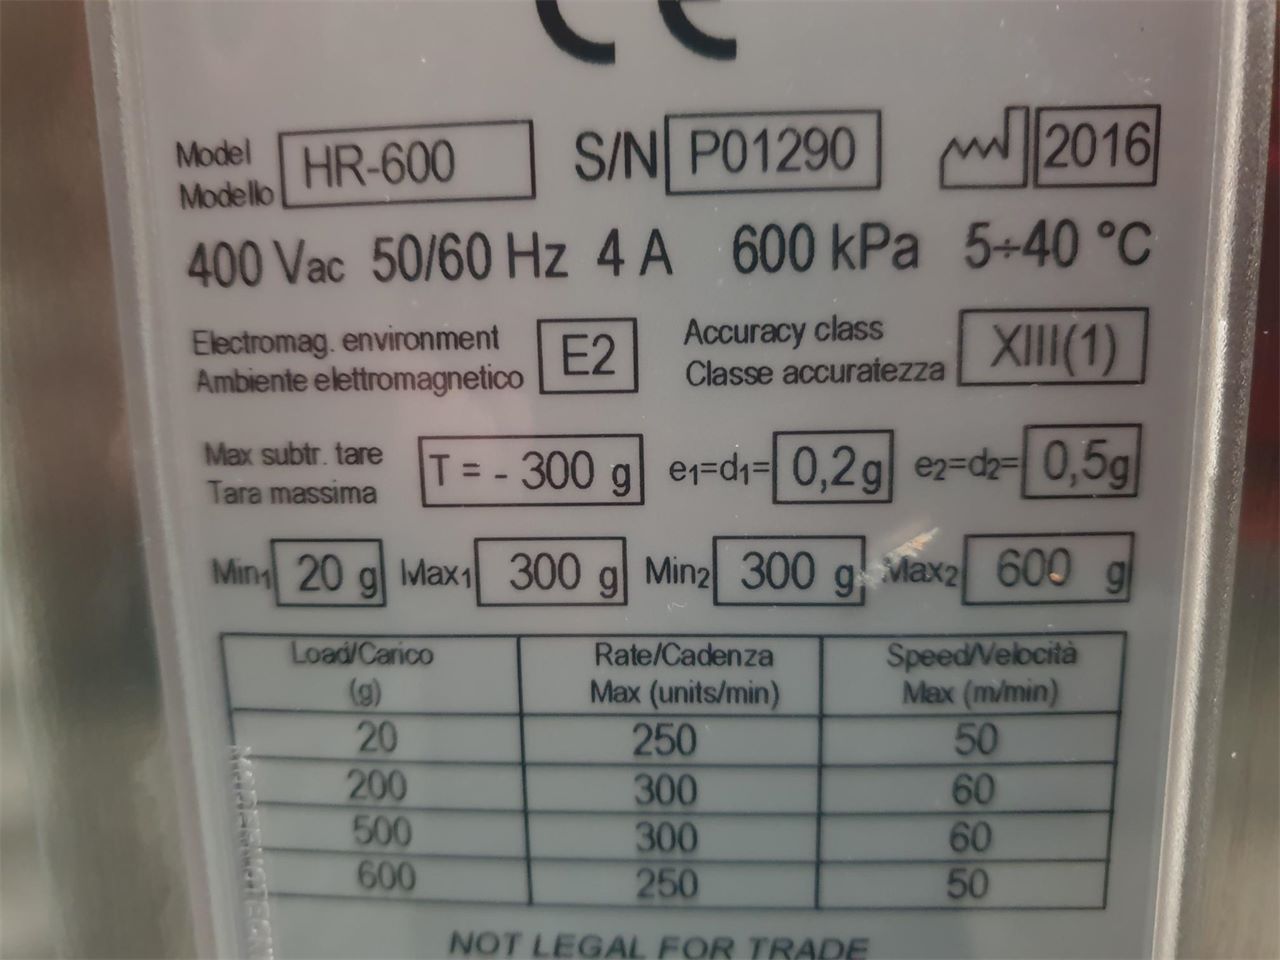 CE
Model
Modello
HR-600 S/N P01290 2016
400 Vac 50/60 Hz 4 A 600 kPa 5÷40 °C
Electromag. environment
Ambiente elettromagnetico
E2
Accuracy class
Classe accuratezza
XIII(1)
Max subtr. tare
Tara massima
T = - 300 g e1=d1= 0,2g e2=d2= 0,5g
Min1 20 g Max1 300 g Min2 300 g Max2 600 g
Load/Carico Rate/Cadenza Speed/Velocità
(g) Max (units/min) Max (m/min)
20 250 50
200 300 60
500 300 60
600 250 50
NOT LEGAL FOR TRADE